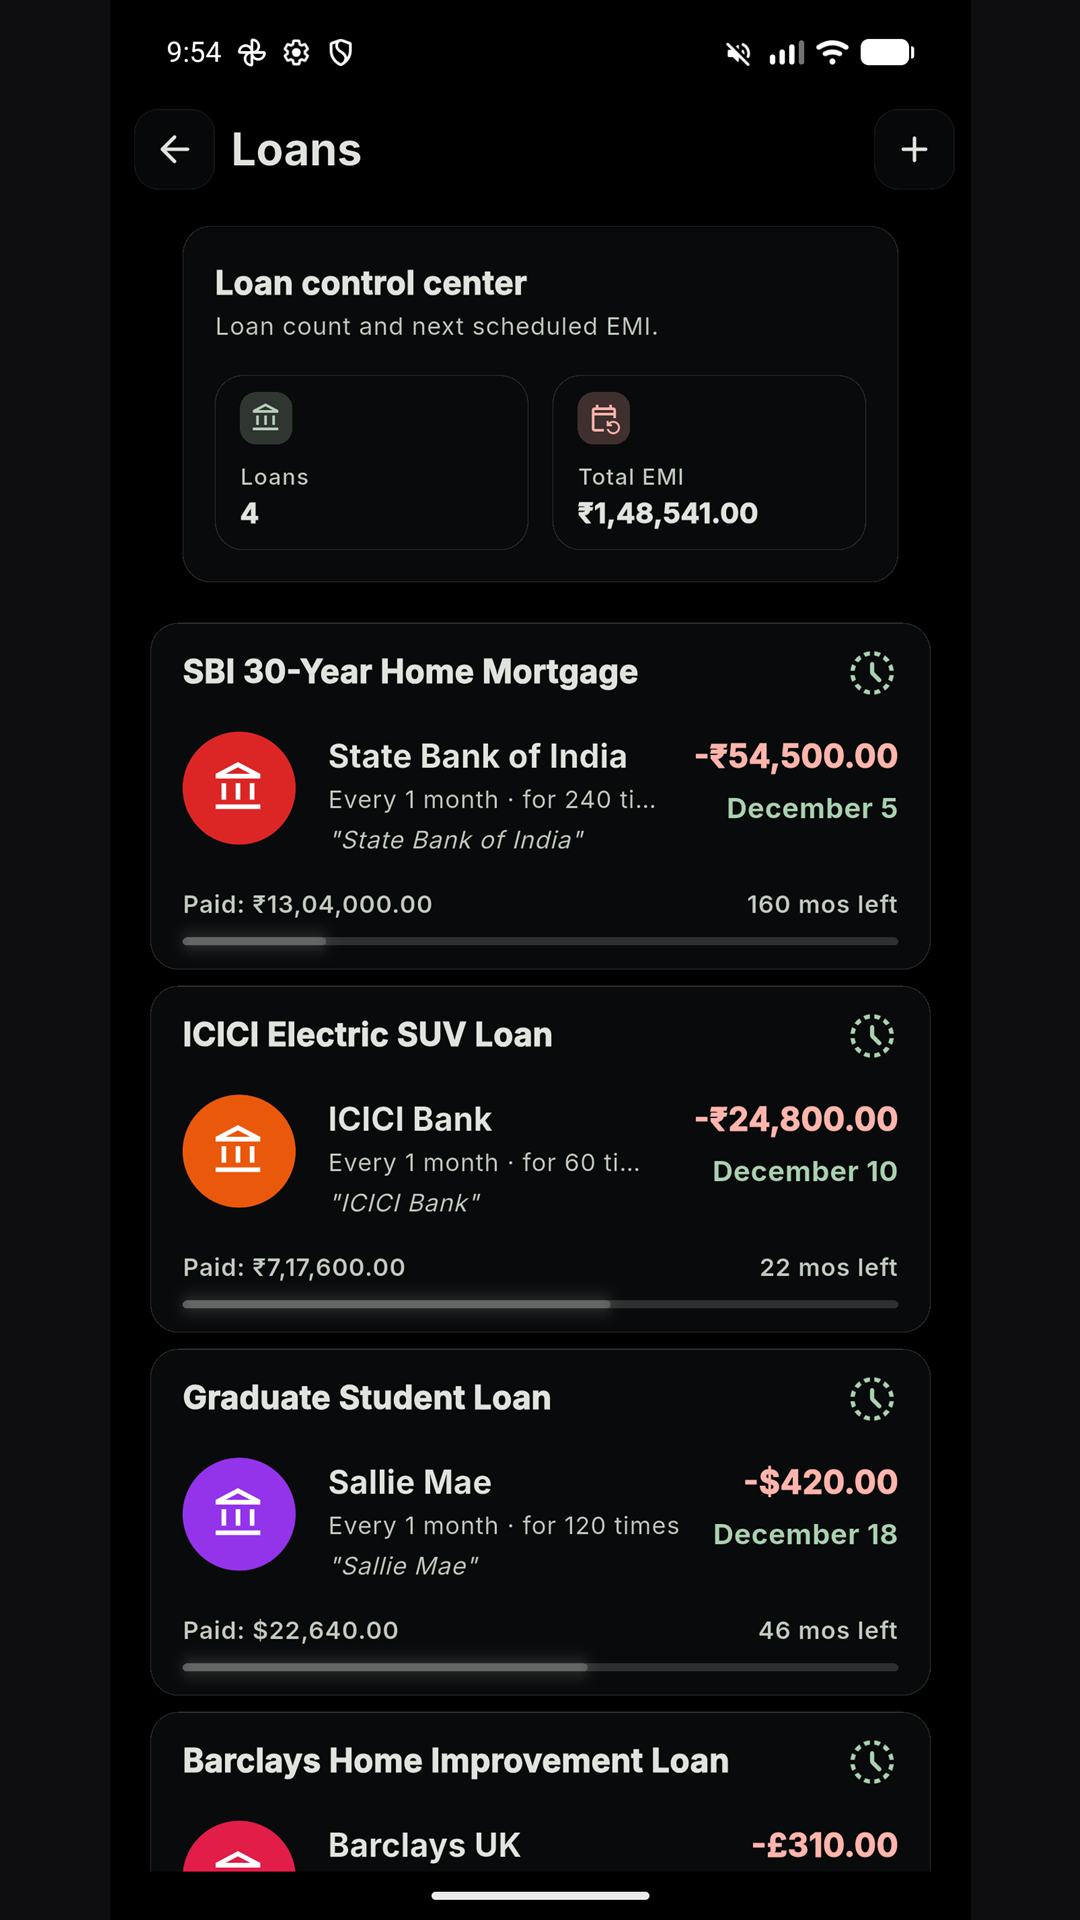 9:54
Loans
Loan control center
Loan count and next scheduled EMI.
Loans
4
Total EMI
₹1,48,541.00
SBI 30-Year Home Mortgage
State Bank of India
-₹54,500.00
Every 1 month · for 240 ti...
December 5
"State Bank of India"
Paid: ₹13,04,000.00
160 mos left
ICICI Electric SUV Loan
ICICI Bank
-₹24,800.00
Every 1 month · for 60 ti...
December 10
"ICICI Bank"
Paid: ₹7,17,600.00
22 mos left
Graduate Student Loan
Sallie Mae
-$420.00
Every 1 month · for 120 times
December 18
"Sallie Mae"
Paid: $22,640.00
46 mos left
Barclays Home Improvement Loan
Barclays UK
-£310.00